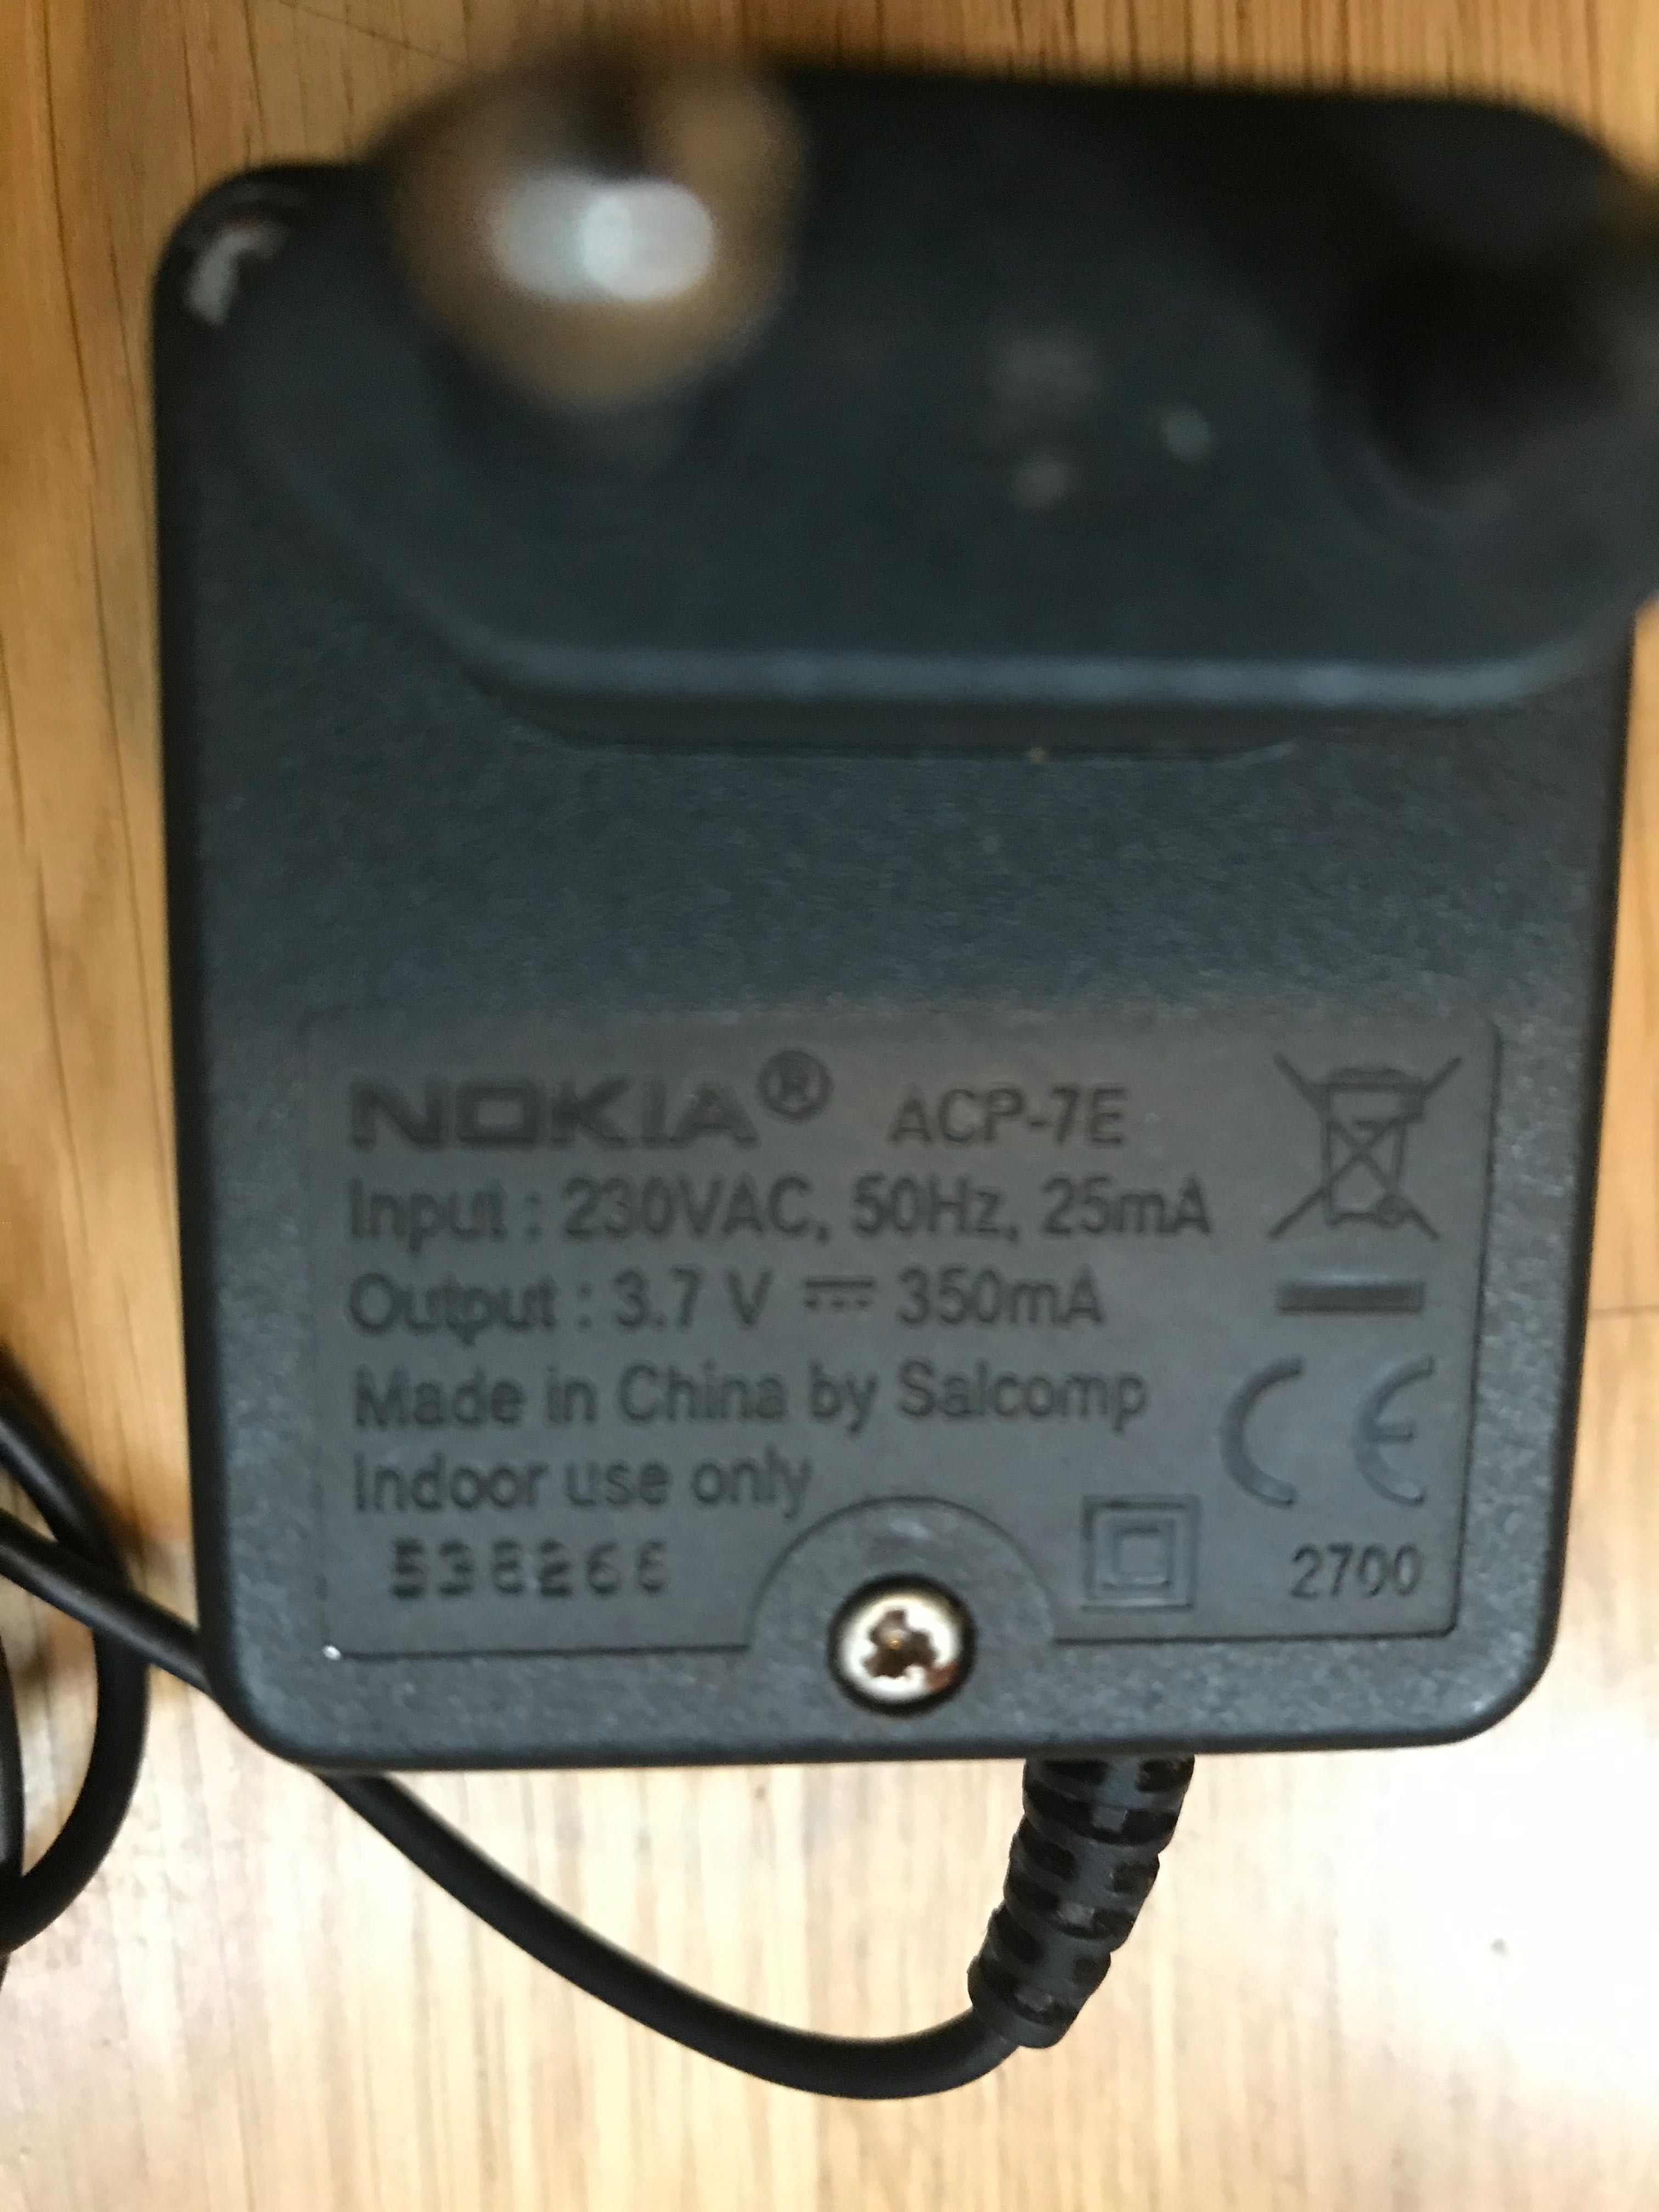 NOKIA® ACP-7E
Input : 230VAC, 50Hz, 25mA
Output : 3.7 V ⎓ 350mA
Made in China by Salcomp
Indoor use only
CE
2700